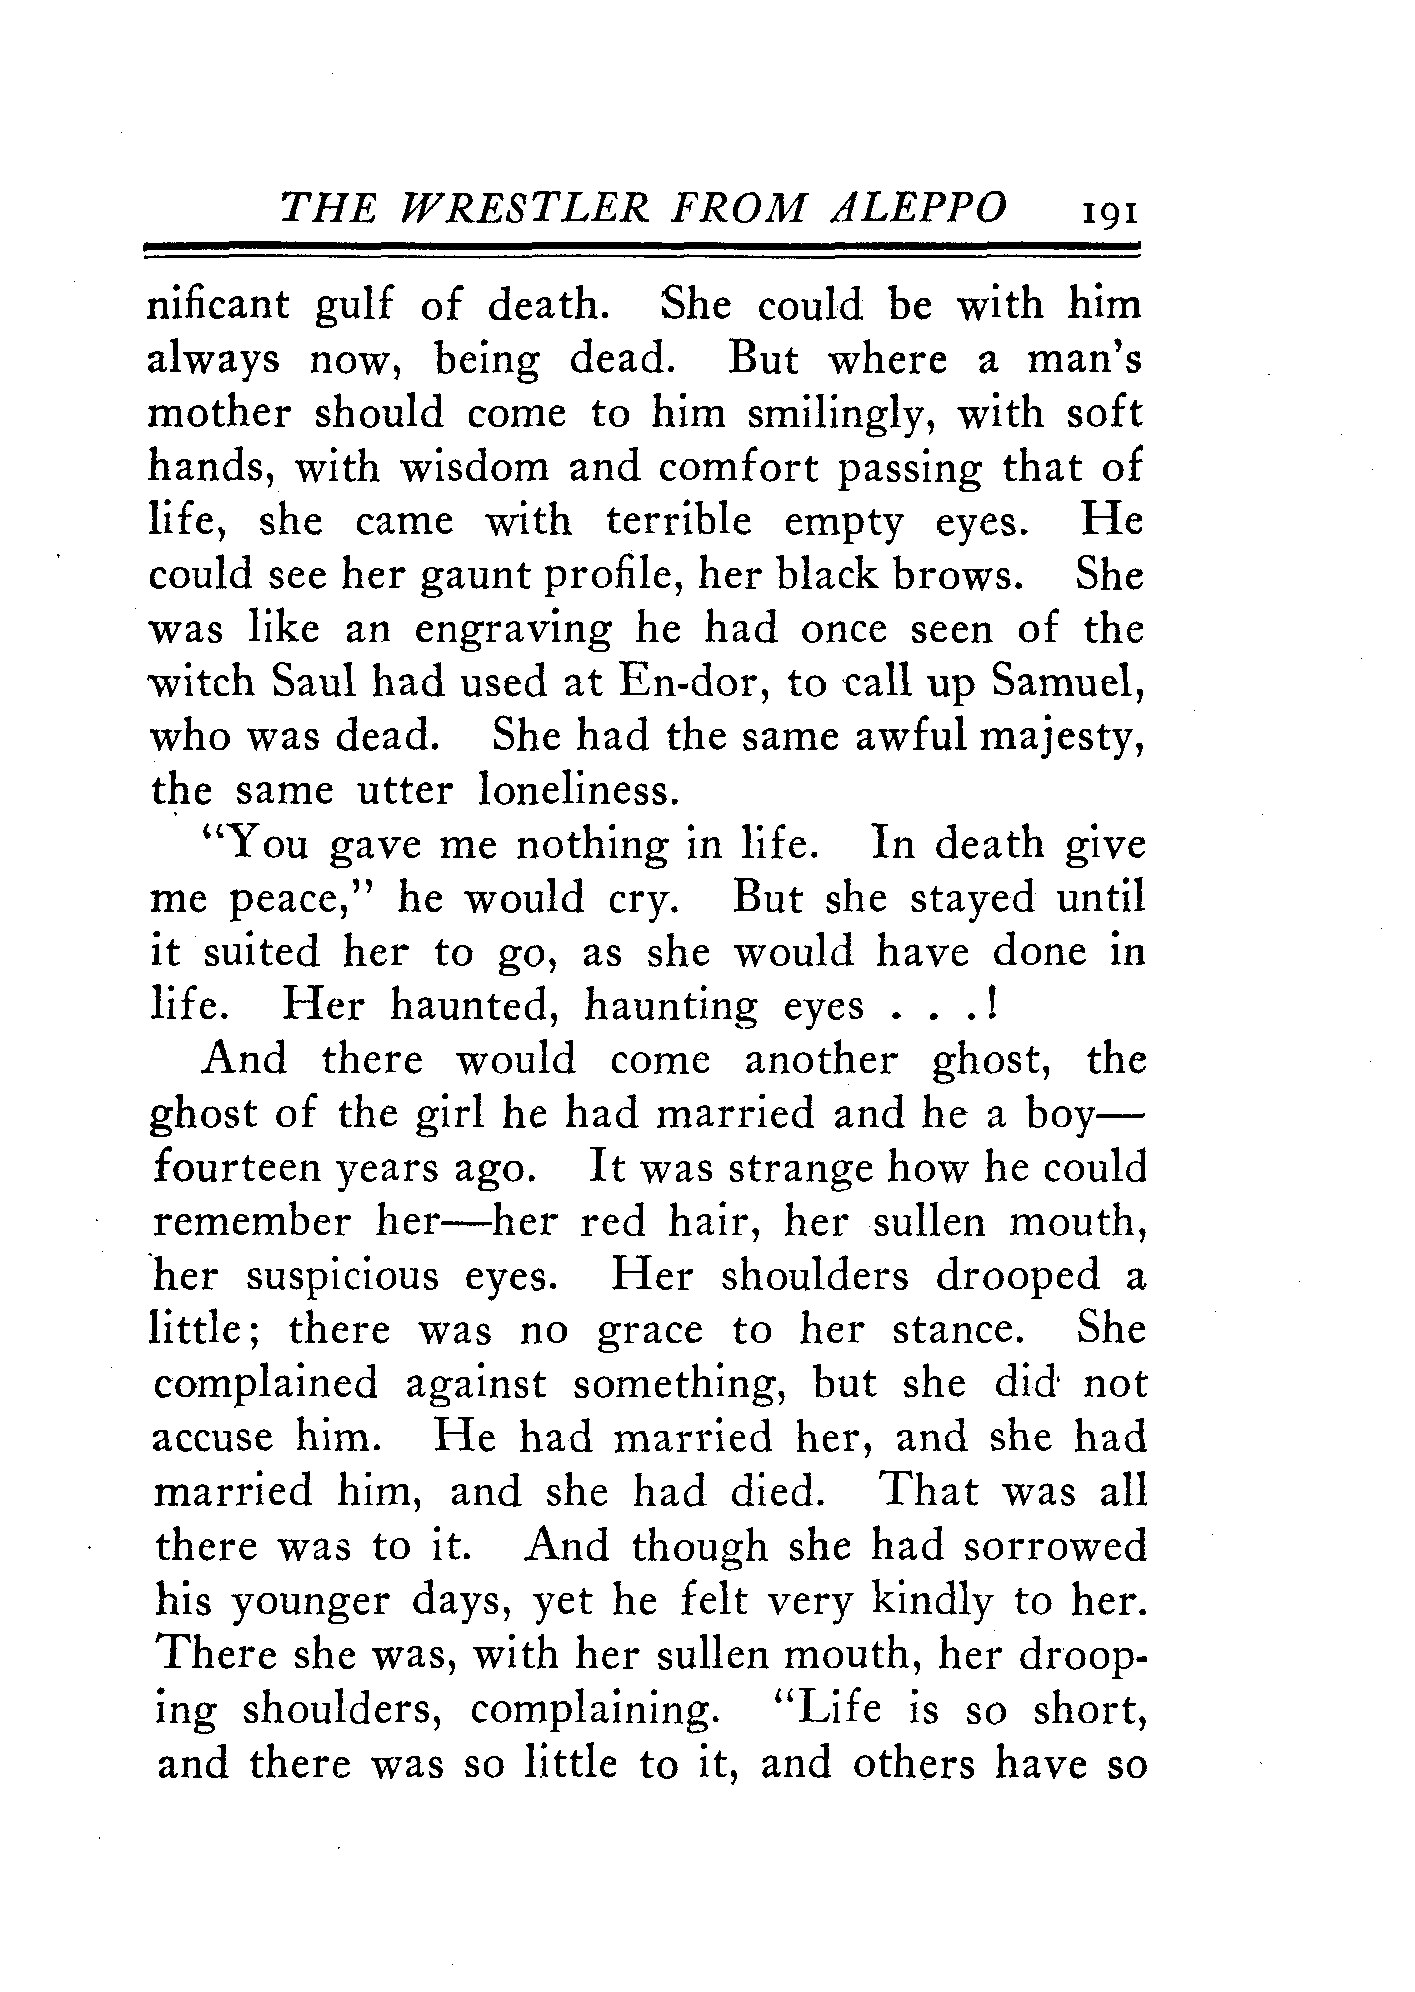 THE WRESTLER FROM ALEPPO 191
nificant gulf of death. She could be with him
always now, being dead. But where a man's
mother should come to him smilingly, with soft
hands, with wisdom and comfort passing that of
life, she came with terrible empty eyes. He
could see her gaunt profile, her black brows. She
was like an engraving he had once seen of the
witch Saul had used at En-dor, to call up Samuel,
who was dead. She had the same awful majesty,
the same utter loneliness.
"You gave me nothing in life. In death give
me peace," he would cry. But she stayed until
it suited her to go, as she would have done in
life. Her haunted, haunting eyes . . . !
And there would come another ghost, the
ghost of the girl he had married and he a boy—
fourteen years ago. It was strange how he could
remember her—her red hair, her sullen mouth,
her suspicious eyes. Her shoulders drooped a
little; there was no grace to her stance. She
complained against something, but she did not
accuse him. He had married her, and she had
married him, and she had died. That was all
there was to it. And though she had sorrowed
his younger days, yet he felt very kindly to her.
There she was, with her sullen mouth, her droop-
ing shoulders, complaining. "Life is so short,
and there was so little to it, and others have so